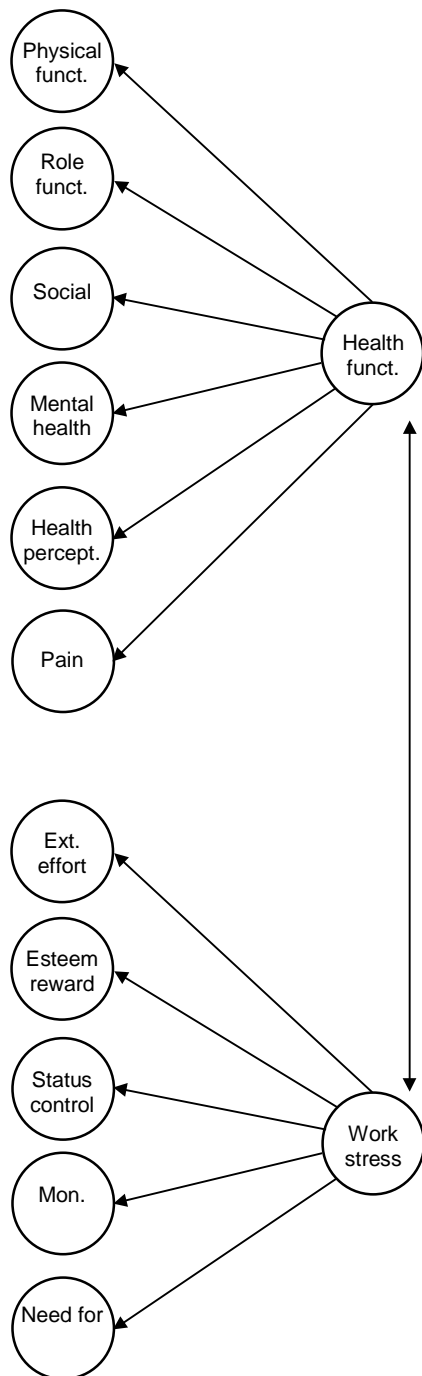 Physical
funct.
Role
funct.
Social
Health
funct.
Mental
health
Health
percept.
Pain
Ext.
effort
Esteem
reward
Status
control
Work
stress
Mon.
Need for